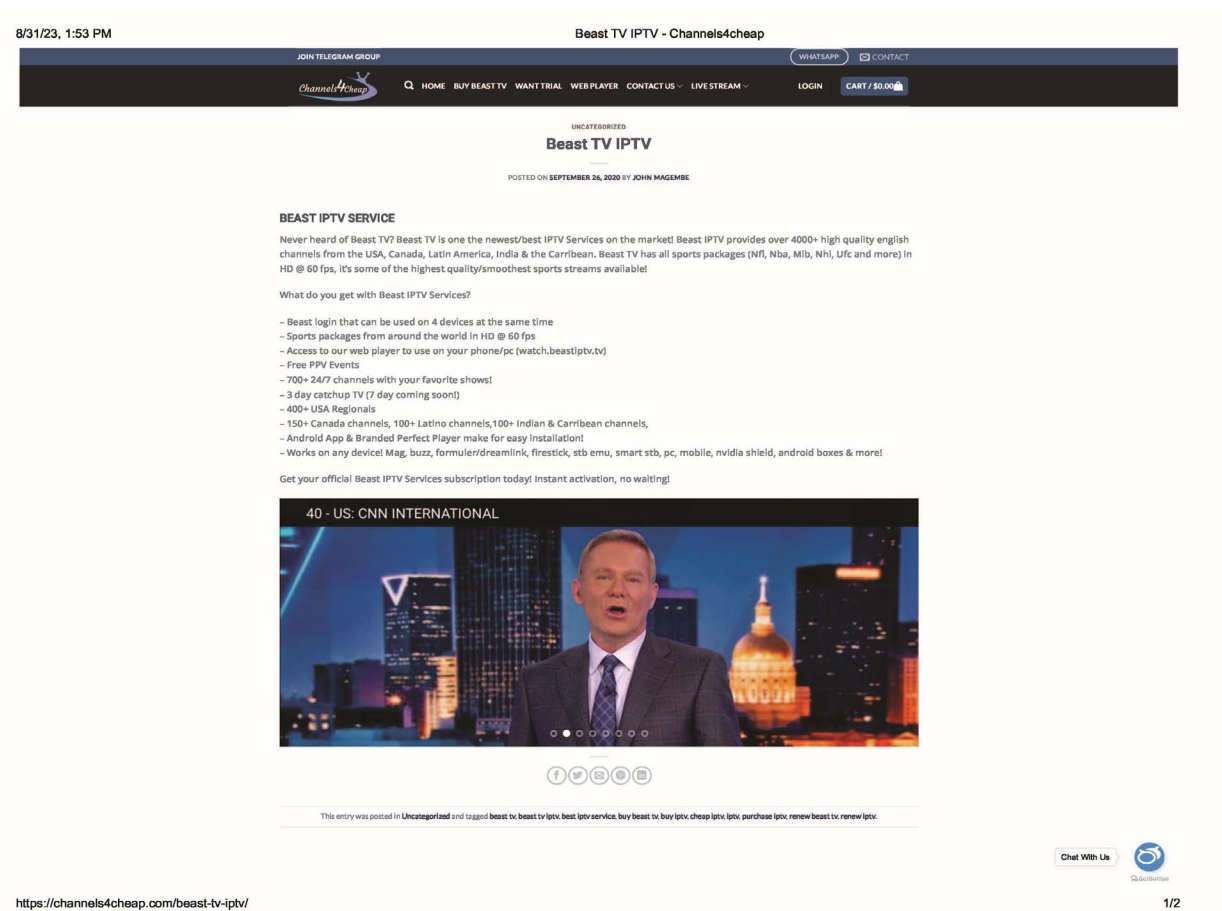 8/31/23, 1:53 PM
Beast TV IPTV - Channels4cheap
JOIN TELEGRAM GROUP
WHATSAPP
CONTACT
Channels4Cheap
HOME BUY BEAST TV WANT TRIAL WEB PLAYER CONTACT US LIVE STREAM LOGIN CART / $0.00
UNCATEGORIZED
Beast TV IPTV
POSTED ON SEPTEMBER 26, 2020 BY JOHN MAGEMBE
BEAST IPTV SERVICE
Never heard of Beast TV? Beast TV is one the newest/best IPTV Services on the market! Beast IPTV provides over 4000+ high quality english
channels from the USA, Canada, Latin America, India & the Carribean. Beast TV has all sports packages (Nfl, Nba, Mlb, Nhl, Ufc and more) in
HD @ 60 fps, it's some of the highest quality/smoothest sports streams available!
What do you get with Beast IPTV Services?
– Beast login that can be used on 4 devices at the same time
– Sports packages from around the world in HD @ 60 fps
– Access to our web player to use on your phone/pc (watch.beastiptv.tv)
– Free PPV Events
– 700+ 24/7 channels with your favorite shows!
– 3 day catchup TV (7 day coming soon!)
– 400+ USA Regionals
– 150+ Canada channels, 100+ Latino channels,100+ Indian & Carribean channels,
– Android App & Branded Perfect Player make for easy installation!
– Works on any device! Mag, buzz, formuler/dreamlink, firestick, stb emu, smart stb, pc, mobile, nvidia shield, android boxes & more!
Get your official Beast IPTV Services subscription today! Instant activation, no waiting!
40 - US: CNN INTERNATIONAL
This entry was posted in Uncategorized and tagged beast tv, beast tv iptv, best iptv service, buy beast tv, buy iptv, cheap iptv, iptv, purchase iptv, renew beast tv, renew iptv.
Chat With Us
GetButton
https://channels4cheap.com/beast-tv-iptv/
1/2